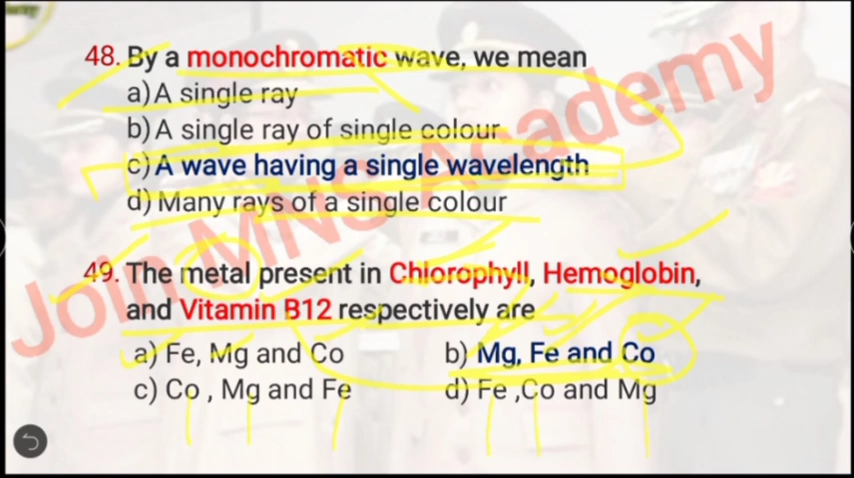 48. By a monochromatic wave, we mean
a) A single ray
b) A single ray of single colour
c) A wave having a single wavelength
d) Many rays of a single colour
49. The metal present in Chlorophyll, Hemoglobin,
and Vitamin B12 respectively are
a) Fe, Mg and Co b) Mg, Fe and Co
c) Co , Mg and Fe d) Fe ,Co and Mg
Join MNS Academy